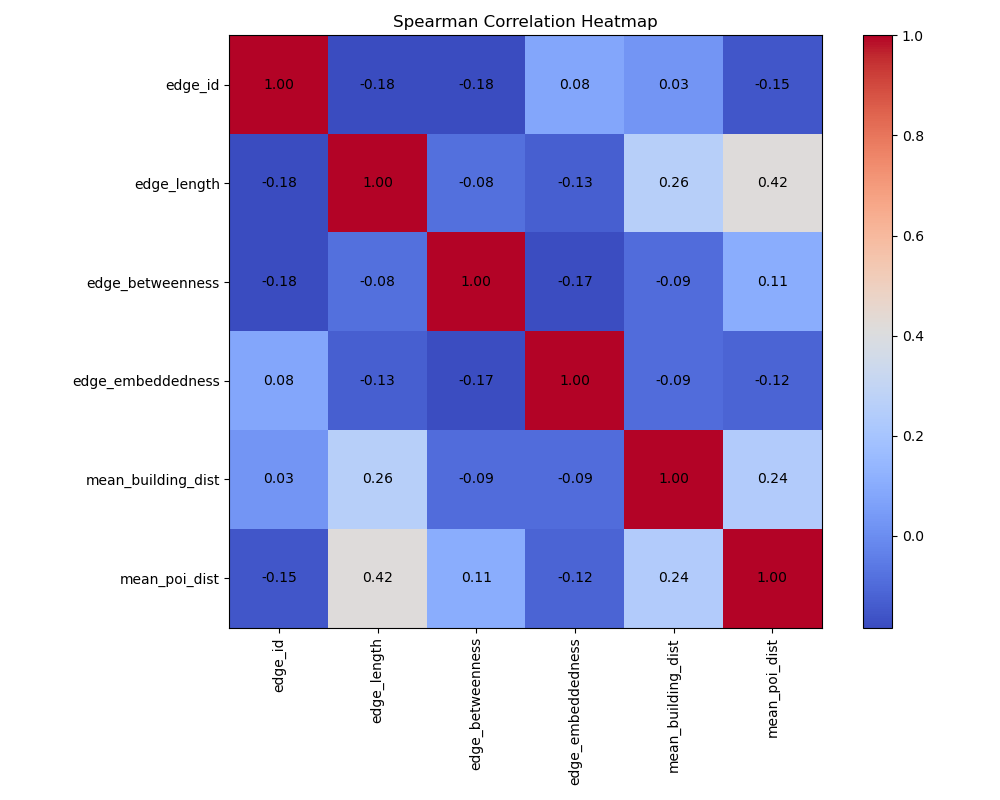 Spearman Correlation Heatmap
edge_id 1.00 -0.18 -0.18 0.08 0.03 -0.15
edge_length -0.18 1.00 -0.08 -0.13 0.26 0.42
edge_betweenness -0.18 -0.08 1.00 -0.17 -0.09 0.11
edge_embeddedness 0.08 -0.13 -0.17 1.00 -0.09 -0.12
mean_building_dist 0.03 0.26 -0.09 -0.09 1.00 0.24
mean_poi_dist -0.15 0.42 0.11 -0.12 0.24 1.00
edge_id
edge_length
edge_betweenness
edge_embeddedness
mean_building_dist
mean_poi_dist
1.0
0.8
0.6
0.4
0.2
0.0